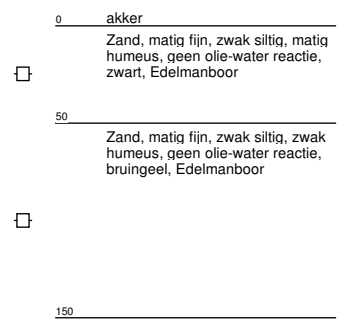 0 akker
Zand, matig fijn, zwak siltig, matig
humeus, geen olie-water reactie,
zwart, Edelmanboor
50
Zand, matig fijn, zwak siltig, zwak
humeus, geen olie-water reactie,
bruingeel, Edelmanboor
150